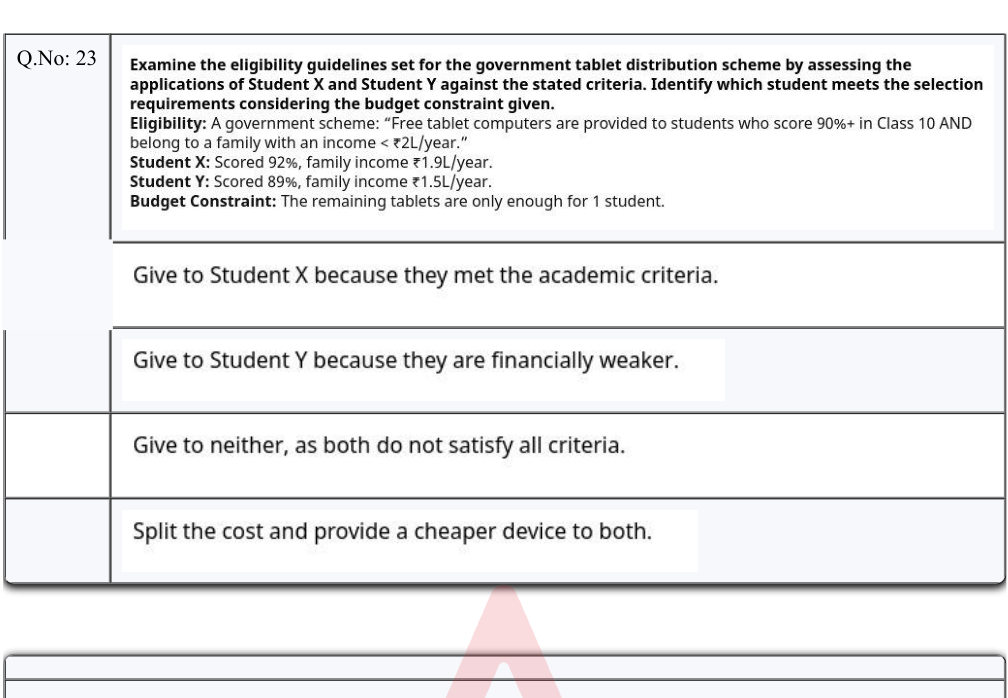 Q.No: 23
Examine the eligibility guidelines set for the government tablet distribution scheme by assessing the
applications of Student X and Student Y against the stated criteria. Identify which student meets the selection
requirements considering the budget constraint given.
Eligibility: A government scheme: “Free tablet computers are provided to students who score 90%+ in Class 10 AND
belong to a family with an income < ₹2L/year.”
Student X: Scored 92%, family income ₹1.9L/year.
Student Y: Scored 89%, family income ₹1.5L/year.
Budget Constraint: The remaining tablets are only enough for 1 student.
Give to Student X because they met the academic criteria.
Give to Student Y because they are financially weaker.
Give to neither, as both do not satisfy all criteria.
Split the cost and provide a cheaper device to both.